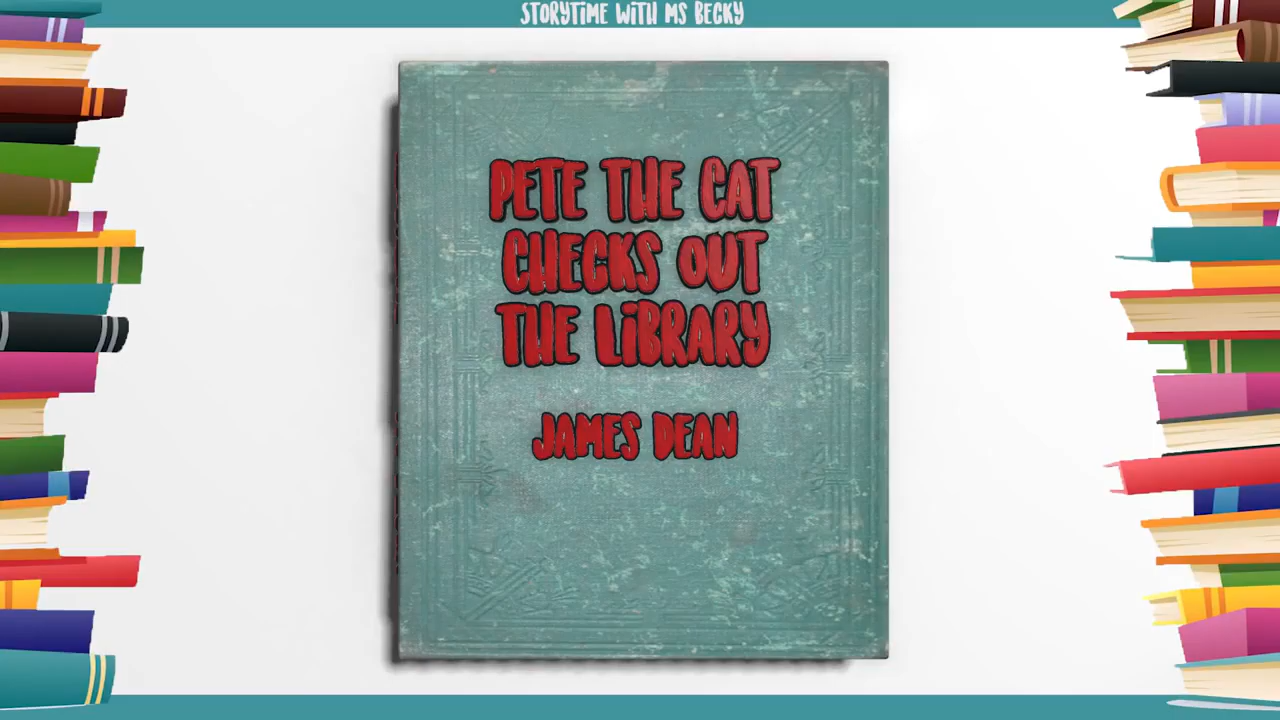 STORYTIME WITH MS BECKY
PETE THE CAT
CHECKS OUT
THE LIBRARY
JAMES DEAN